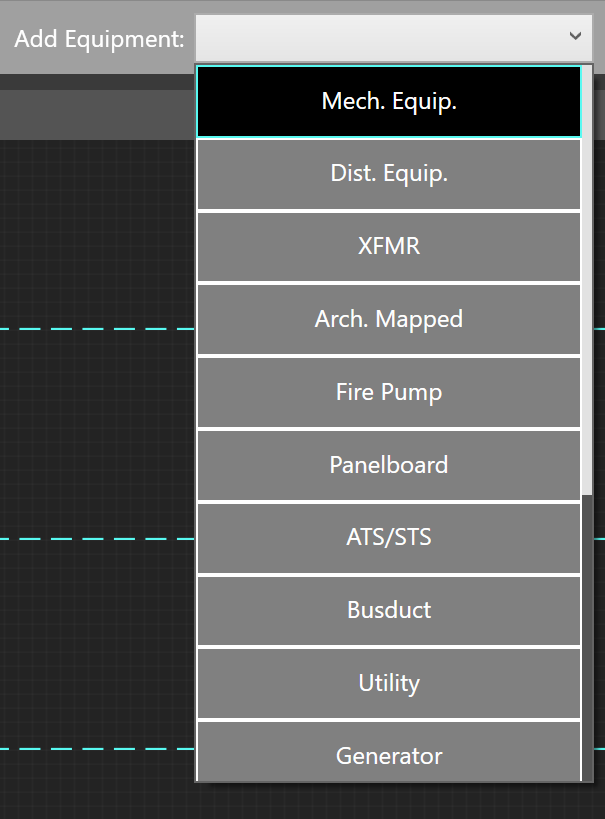 Add Equipment:
Mech. Equip.
Dist. Equip.
XFMR
Arch. Mapped
Fire Pump
Panelboard
ATS/STS
Busduct
Utility
Generator